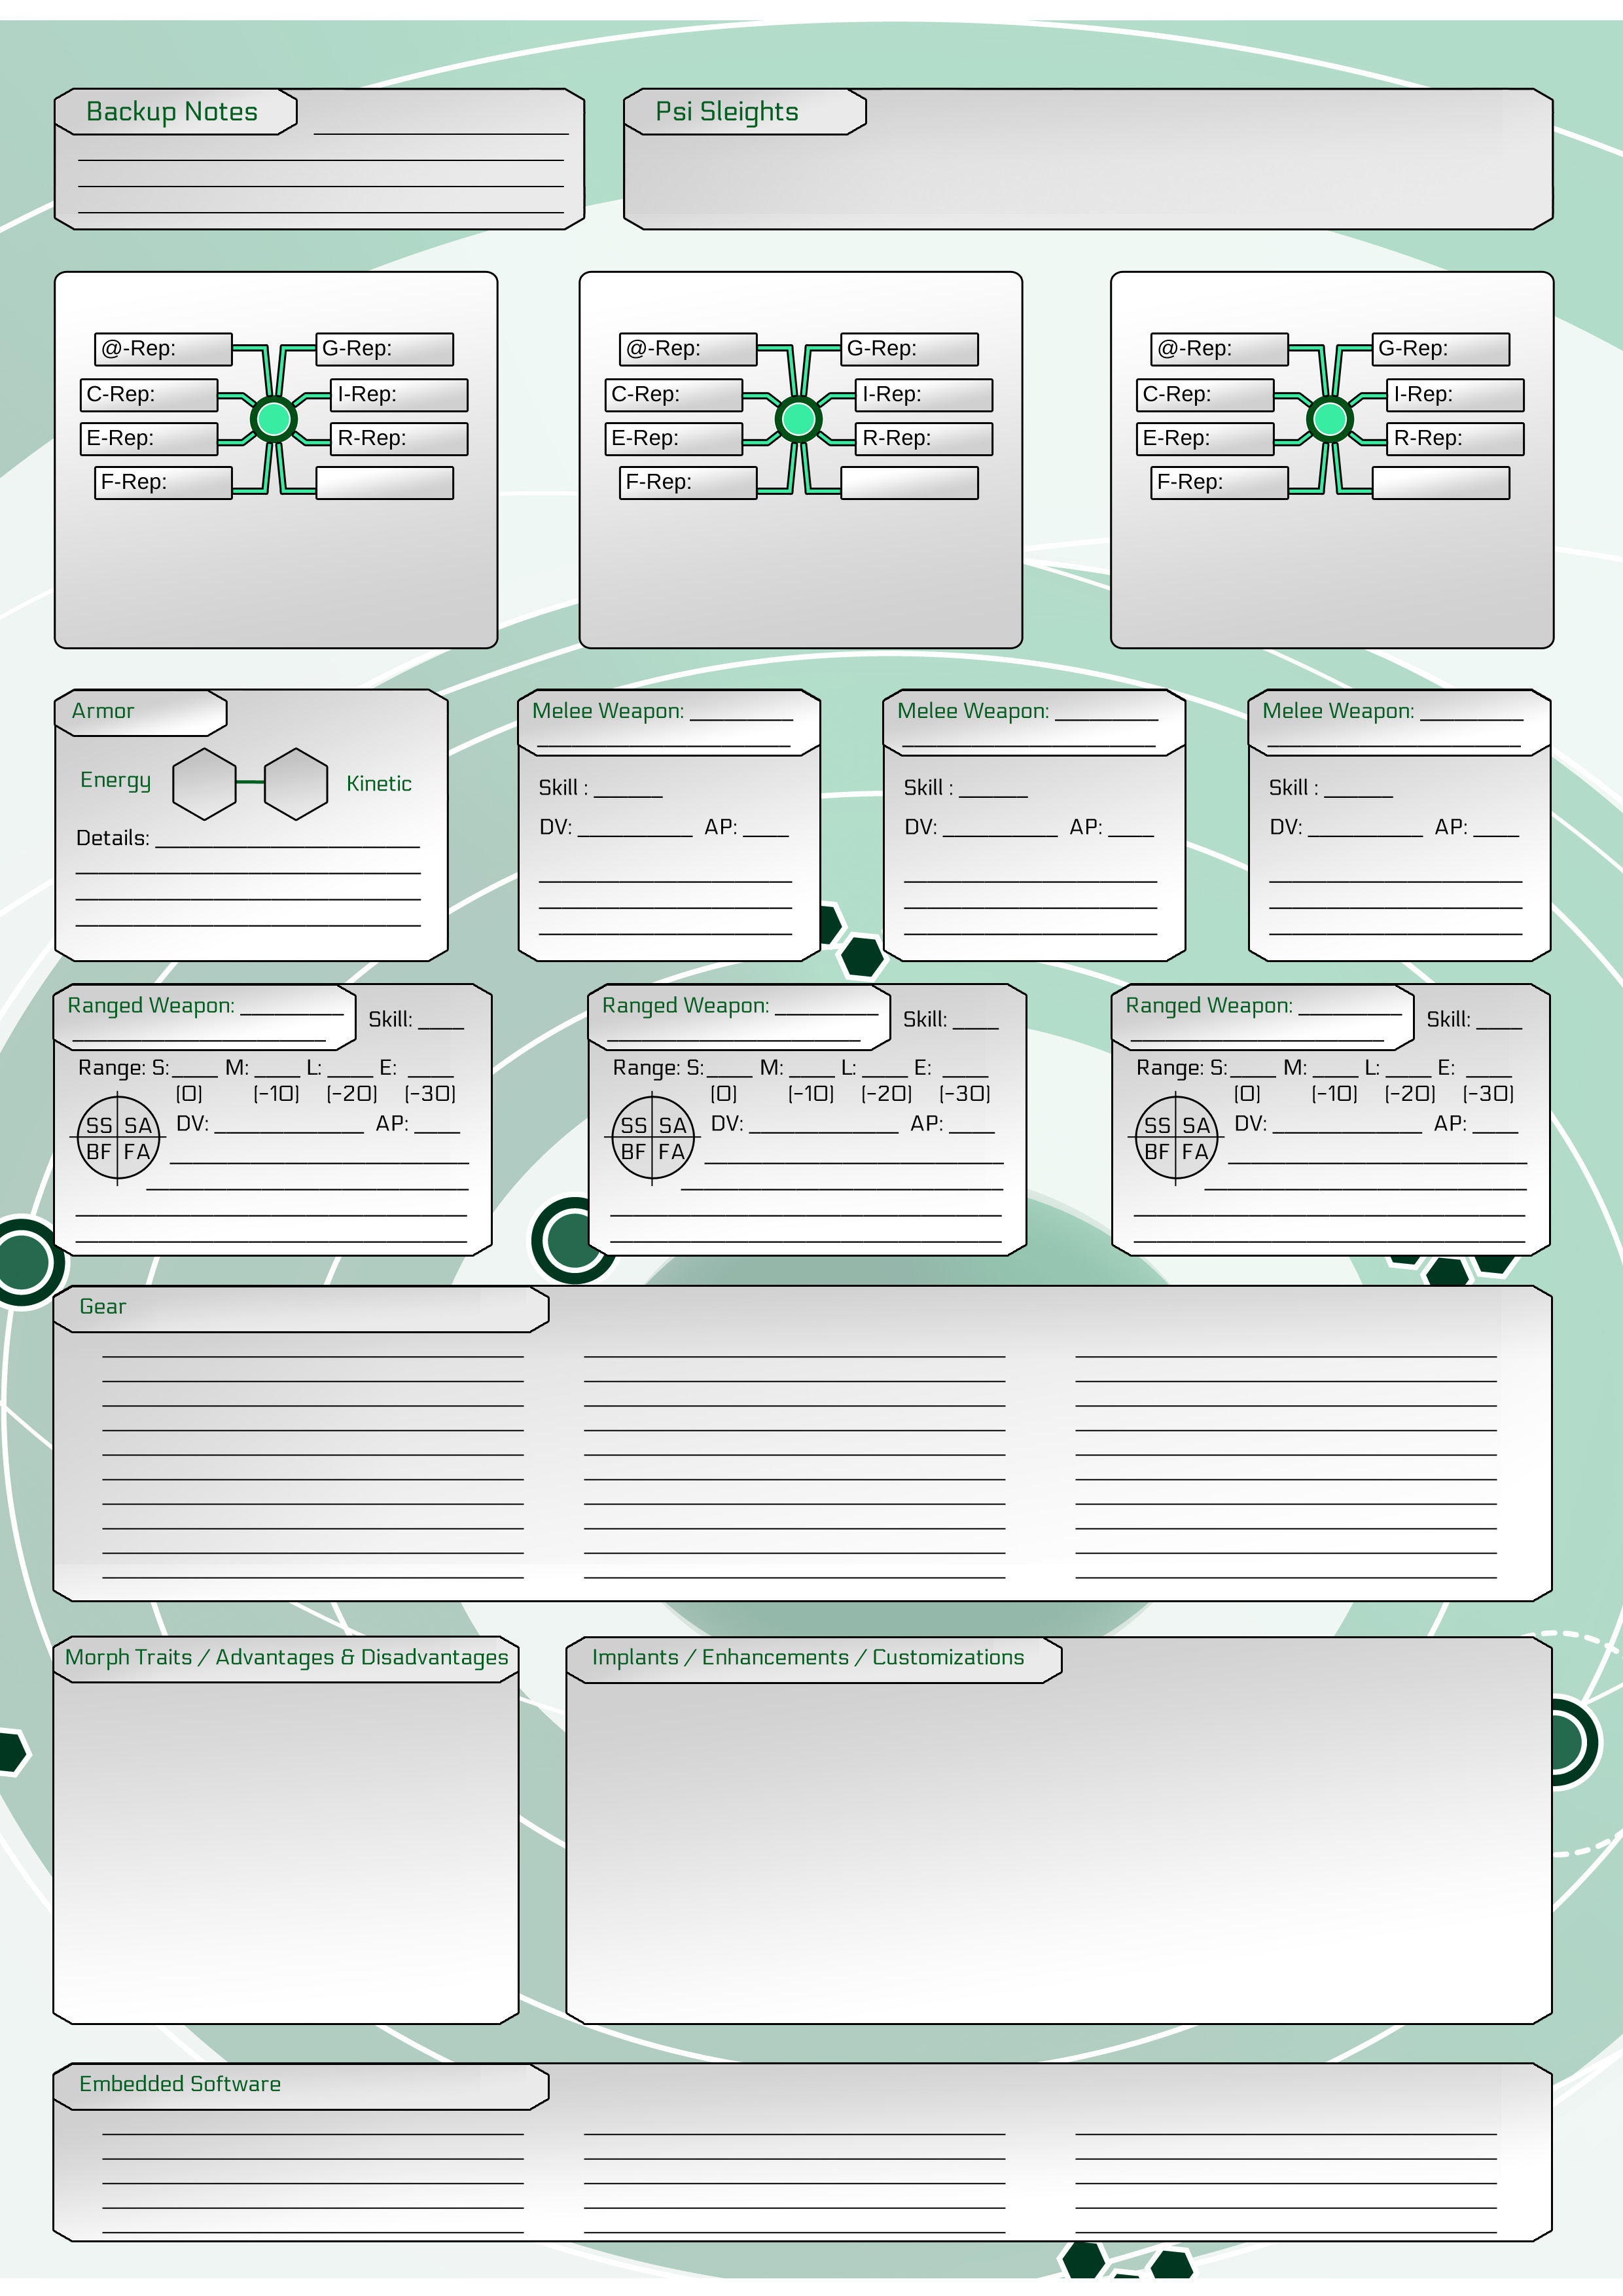 Backup Notes
Psi Sleights
@-Rep: G-Rep:
C-Rep: I-Rep:
E-Rep: R-Rep:
F-Rep:
@-Rep: G-Rep:
C-Rep: I-Rep:
E-Rep: R-Rep:
F-Rep:
@-Rep: G-Rep:
C-Rep: I-Rep:
E-Rep: R-Rep:
F-Rep:
Armor
Energy Kinetic
Details:
Melee Weapon:
Skill :
DV: AP:
Melee Weapon:
Skill :
DV: AP:
Melee Weapon:
Skill :
DV: AP:
Ranged Weapon: Skill:
Range: S: M: L: E:
(0) (-10) (-20) (-30)
SS SA DV: AP:
BF FA
Ranged Weapon: Skill:
Range: S: M: L: E:
(0) (-10) (-20) (-30)
SS SA DV: AP:
BF FA
Ranged Weapon: Skill:
Range: S: M: L: E:
(0) (-10) (-20) (-30)
SS SA DV: AP:
BF FA
Gear
Morph Traits / Advantages & Disadvantages
Implants / Enhancements / Customizations
Embedded Software